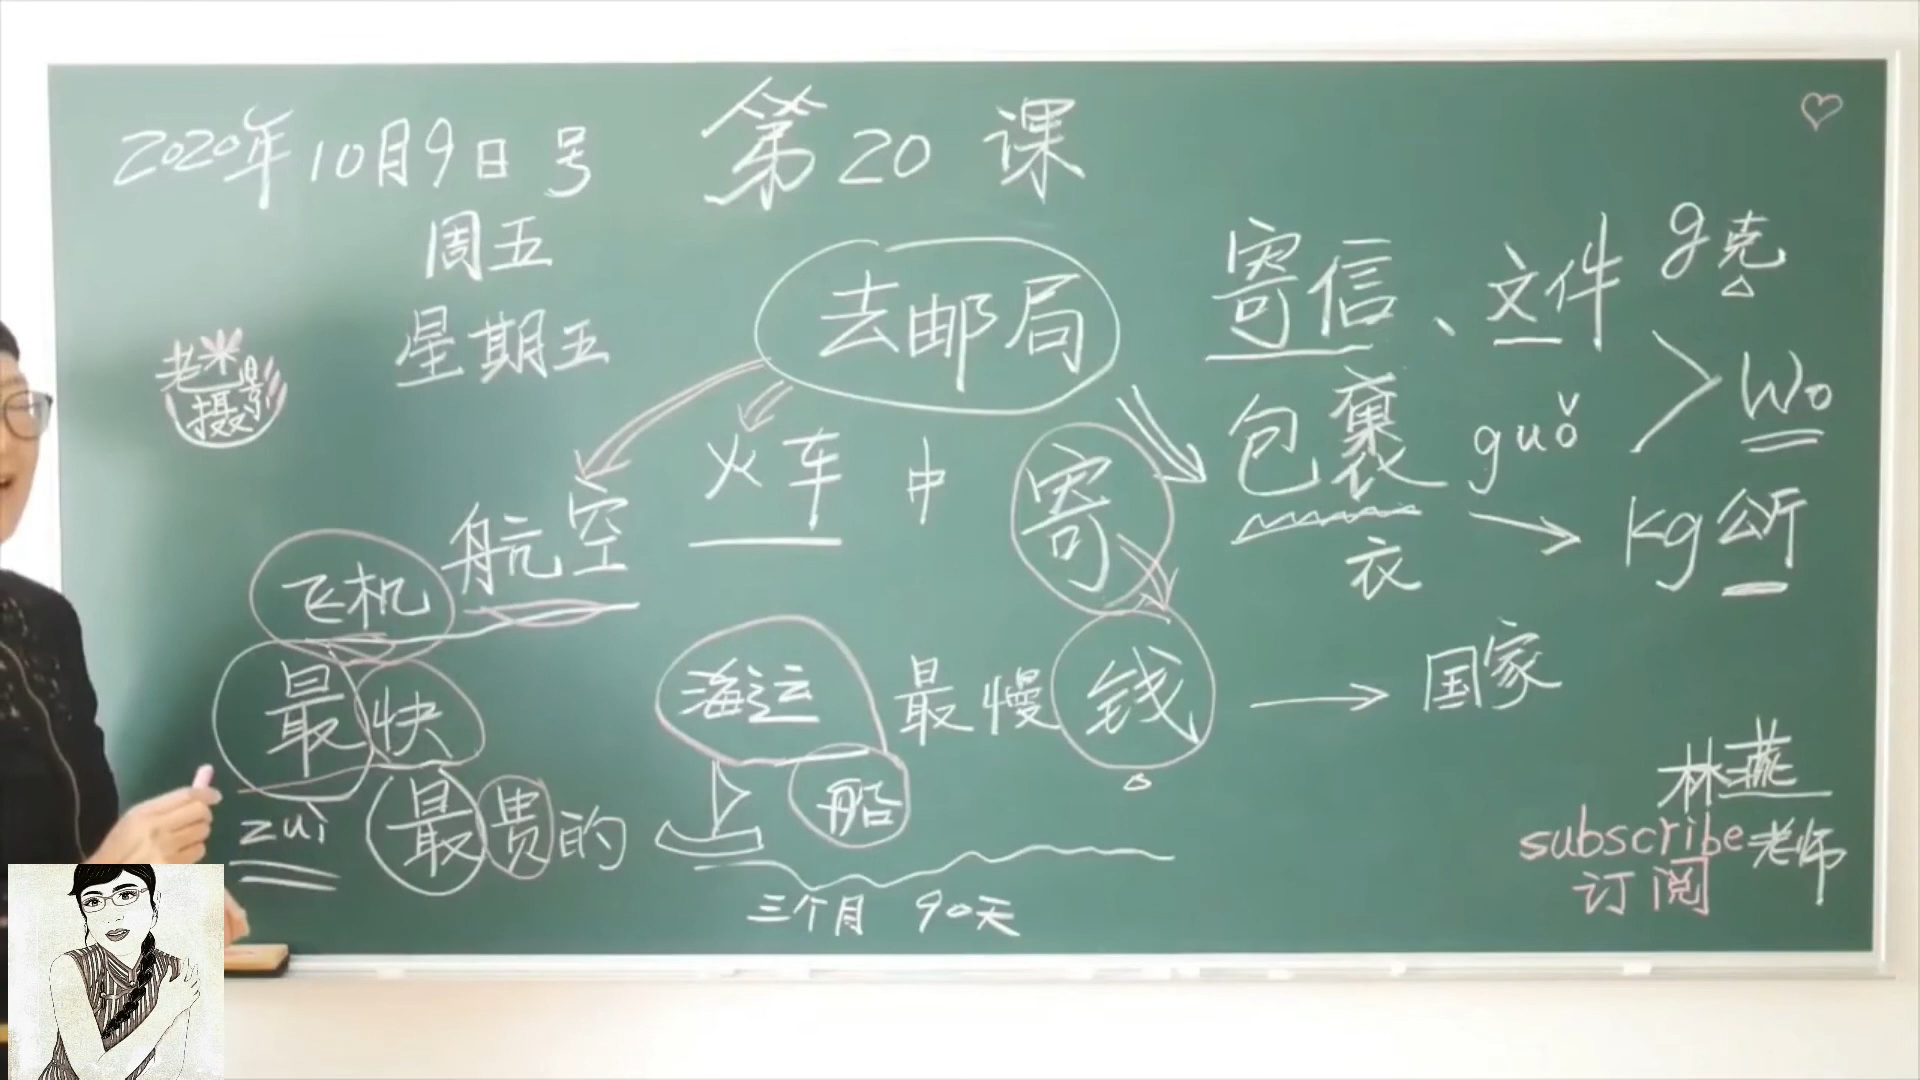 2020年10月9日 号
第20课
周五
星期五
老米
摄影
去邮局
寄信、文件
g克
包裹 guǒ
衣
wo
kg公斤
火车 中 寄
航空
飞机
最快
zuì
最贵的
海运 最慢 钱 → 国家
船
三个月 90天
林燕
老师
subscribe
订阅